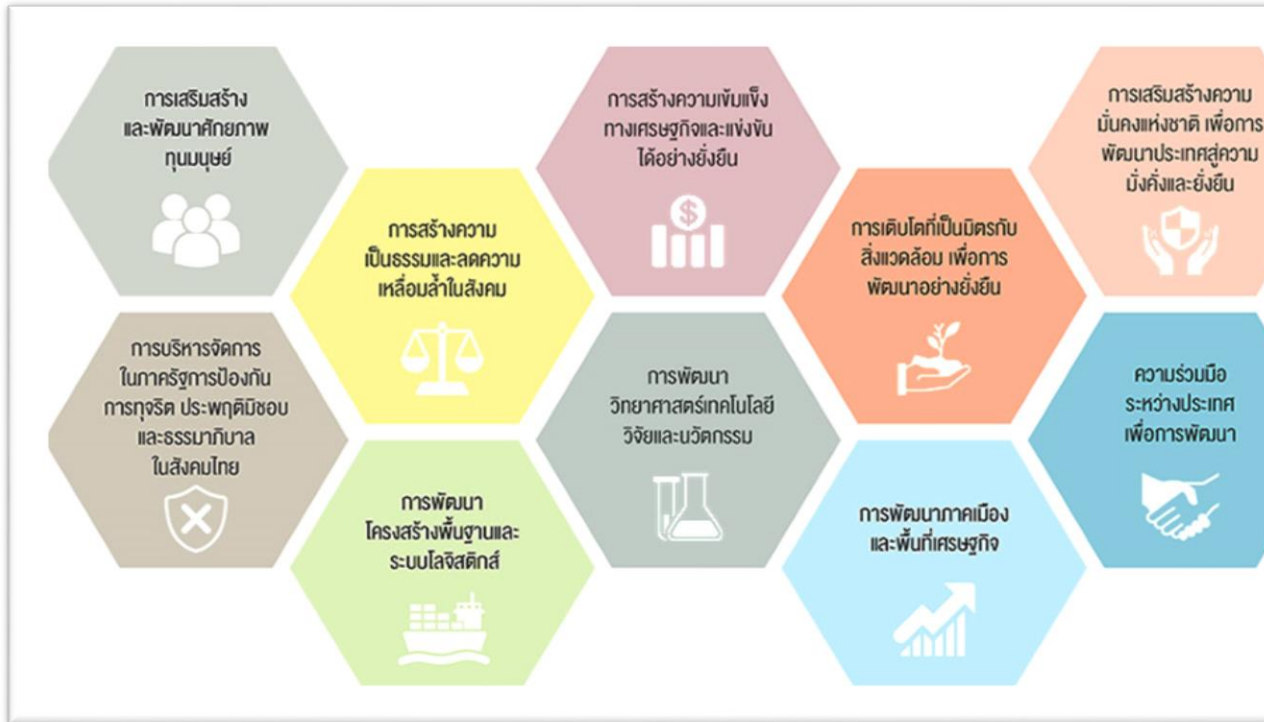 การเสริมสร้าง
และพัฒนาศักยภาพ
ทุนมนุษย์
การสร้างความ
เป็นธรรมและลดความ
เหลื่อมล้ำในสังคม
การสร้างความเข้มแข็ง
ทางเศรษฐกิจและแข่งขัน
ได้อย่างยั่งยืน
การเติบโตที่เป็นมิตรกับ
สิ่งแวดล้อม เพื่อการ
พัฒนาอย่างยั่งยืน
การเสริมสร้างความ
มั่นคงแห่งชาติ เพื่อการ
พัฒนาประเทศสู่ความ
มั่งคั่งและยั่งยืน
การบริหารจัดการ
ในภาครัฐการป้องกัน
การทุจริต ประพฤติมิชอบ
และธรรมาภิบาล
ในสังคมไทย
การพัฒนา
โครงสร้างพื้นฐานและ
ระบบโลจิสติกส์
การพัฒนา
วิทยาศาสตร์เทคโนโลยี
วิจัยและนวัตกรรม
การพัฒนาภาคเมือง
และพื้นที่เศรษฐกิจ
ความร่วมมือ
ระหว่างประเทศ
เพื่อการพัฒนา